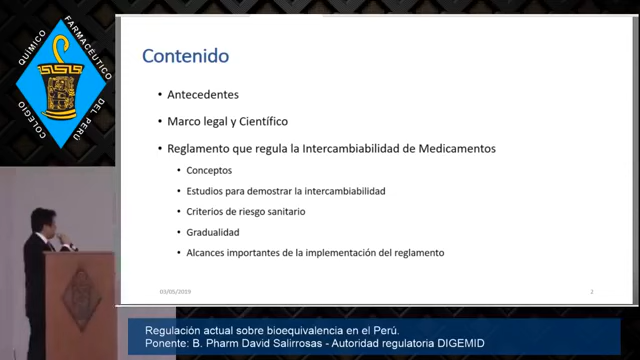 QUÍMICO
FARMACÉUTICO
DEL PERÚ
COLEGIO
Contenido
• Antecedentes
• Marco legal y Científico
• Reglamento que regula la Intercambiabilidad de Medicamentos
• Conceptos
• Estudios para demostrar la intercambiabilidad
• Criterios de riesgo sanitario
• Gradualidad
• Alcances importantes de la implementación del reglamento
03/05/2019
2
Regulación actual sobre bioequivalencia en el Perú.
Ponente: B. Pharm David Salirrosas - Autoridad regulatoria DIGEMID